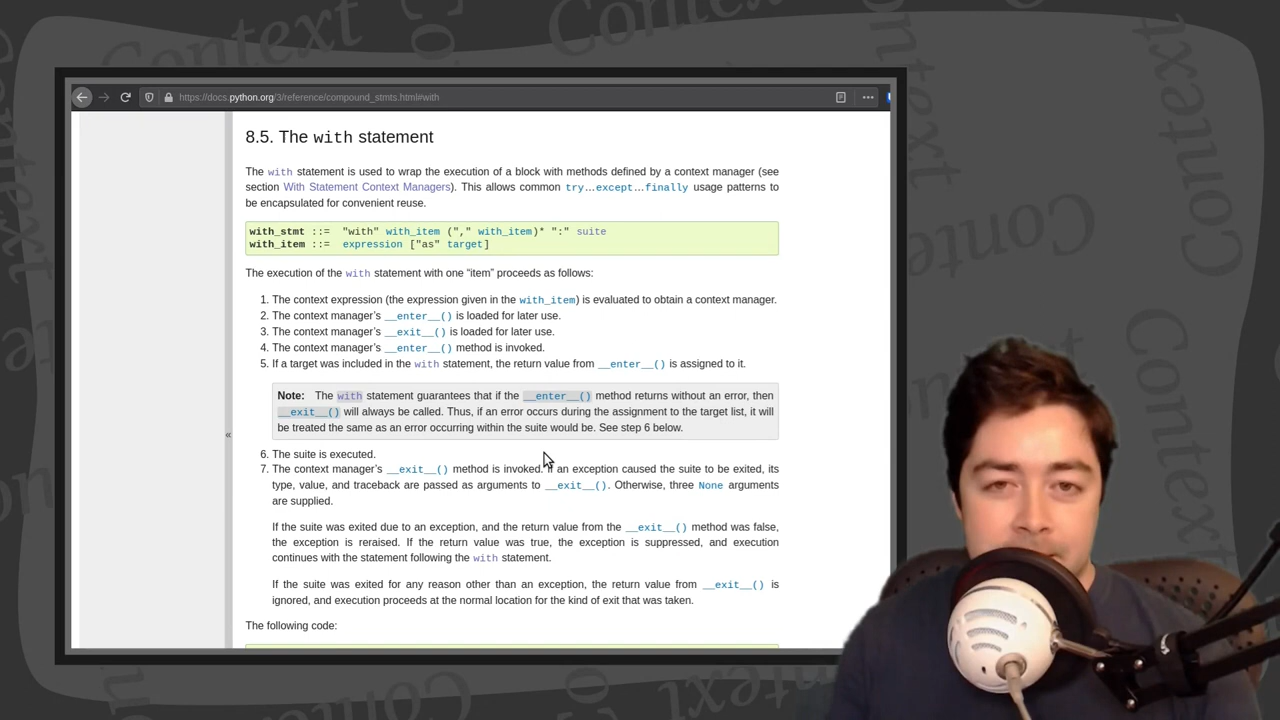 Context
Context
Context
Context
Context
https://docs.python.org/3/reference/compound_stmts.html#with
8.5. The with statement
The with statement is used to wrap the execution of a block with methods defined by a context manager (see
section With Statement Context Managers). This allows common try…except…finally usage patterns to
be encapsulated for convenient reuse.
with_stmt ::= "with" with_item ("," with_item)* ":" suite
with_item ::= expression ["as" target]
The execution of the with statement with one “item” proceeds as follows:
1. The context expression (the expression given in the with_item) is evaluated to obtain a context manager.
2. The context manager’s __enter__() is loaded for later use.
3. The context manager’s __exit__() is loaded for later use.
4. The context manager’s __enter__() method is invoked.
5. If a target was included in the with statement, the return value from __enter__() is assigned to it.
Note: The with statement guarantees that if the __enter__() method returns without an error, then
__exit__() will always be called. Thus, if an error occurs during the assignment to the target list, it will
be treated the same as an error occurring within the suite would be. See step 6 below.
«
6. The suite is executed.
7. The context manager’s __exit__() method is invoked. If an exception caused the suite to be exited, its
type, value, and traceback are passed as arguments to __exit__(). Otherwise, three None arguments
are supplied.
If the suite was exited due to an exception, and the return value from the __exit__() method was false,
the exception is reraised. If the return value was true, the exception is suppressed, and execution
continues with the statement following the with statement.
If the suite was exited for any reason other than an exception, the return value from __exit__() is
ignored, and execution proceeds at the normal location for the kind of exit that was taken.
The following code: